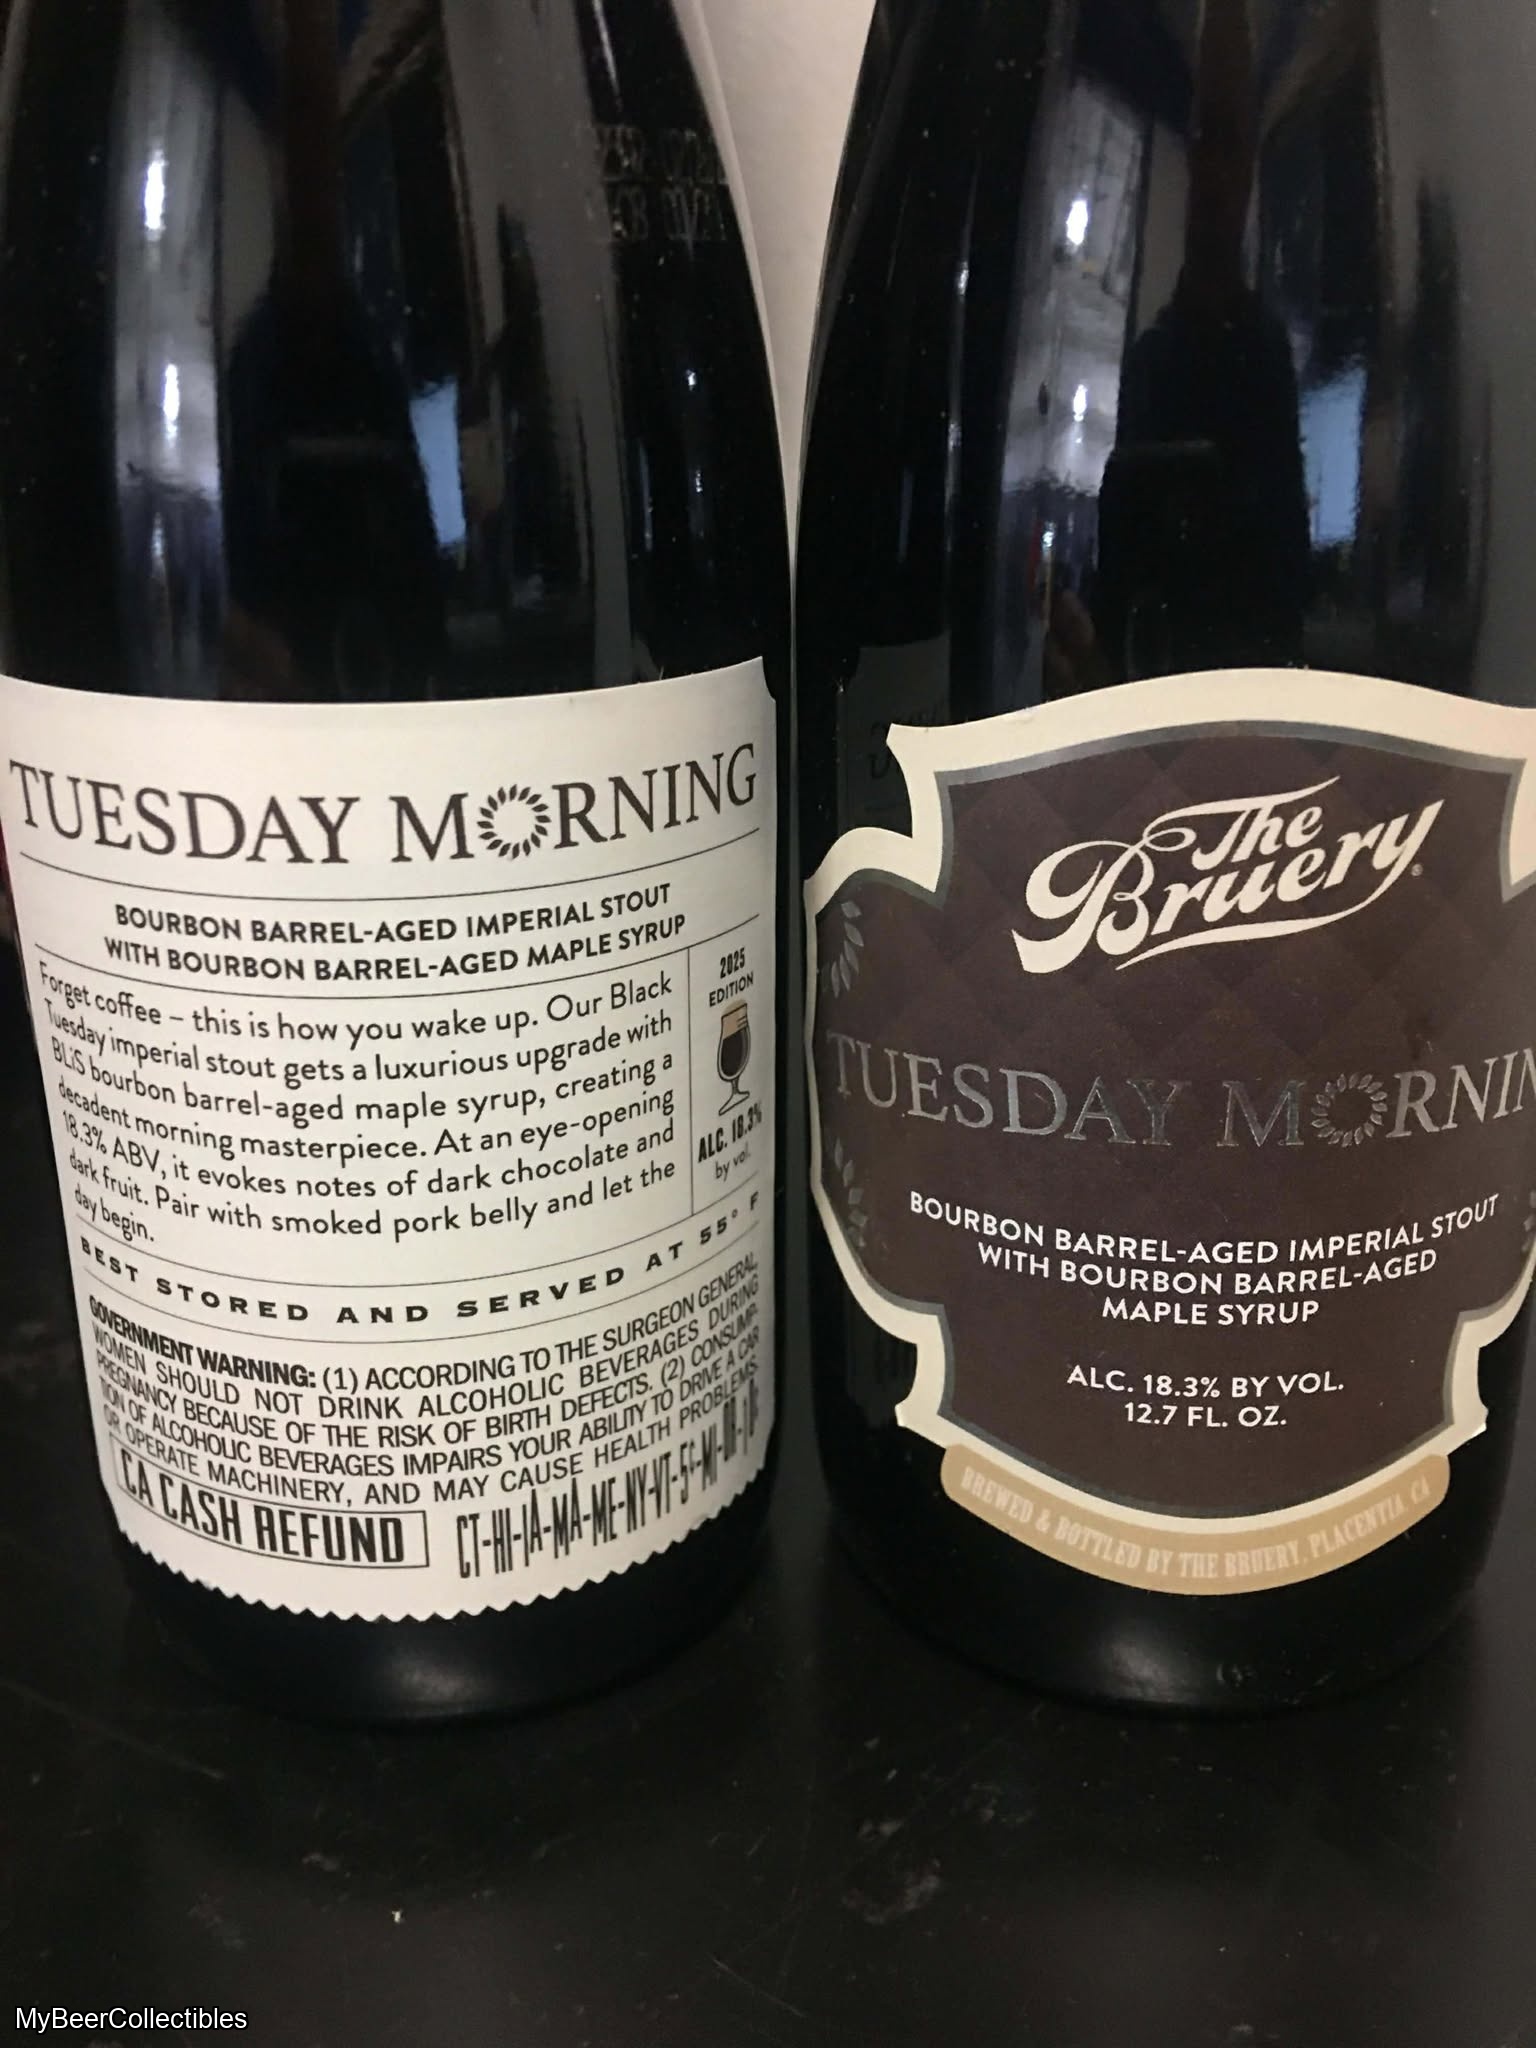 TUESDAY MORNING
BOURBON BARREL-AGED IMPERIAL STOUT
WITH BOURBON BARREL-AGED MAPLE SYRUP
Forget coffee – this is how you wake up. Our Black
Tuesday imperial stout gets a luxurious upgrade with
BLiS bourbon barrel-aged maple syrup, creating a
decadent morning masterpiece. At an eye-opening
18.3% ABV, it evokes notes of dark chocolate and
dark fruit. Pair with smoked pork belly and let the
day begin.
2025
EDITION
ALC. 18.3%
by vol.
BEST STORED AND SERVED AT 55° F
GOVERNMENT WARNING: (1) ACCORDING TO THE SURGEON GENERAL,
WOMEN SHOULD NOT DRINK ALCOHOLIC BEVERAGES DURING
PREGNANCY BECAUSE OF THE RISK OF BIRTH DEFECTS. (2) CONSUMP-
TION OF ALCOHOLIC BEVERAGES IMPAIRS YOUR ABILITY TO DRIVE A CAR
OR OPERATE MACHINERY, AND MAY CAUSE HEALTH PROBLEMS.
CA CASH REFUND
CT-HI-IA-MA-ME-NY-VT-5¢-MI-OR-10¢
The
Bruery®
TUESDAY MORNIN
BOURBON BARREL-AGED IMPERIAL STOUT
WITH BOURBON BARREL-AGED
MAPLE SYRUP
ALC. 18.3% BY VOL.
12.7 FL. OZ.
BREWED & BOTTLED BY THE BRUERY, PLACENTIA, CA
MyBeerCollectibles